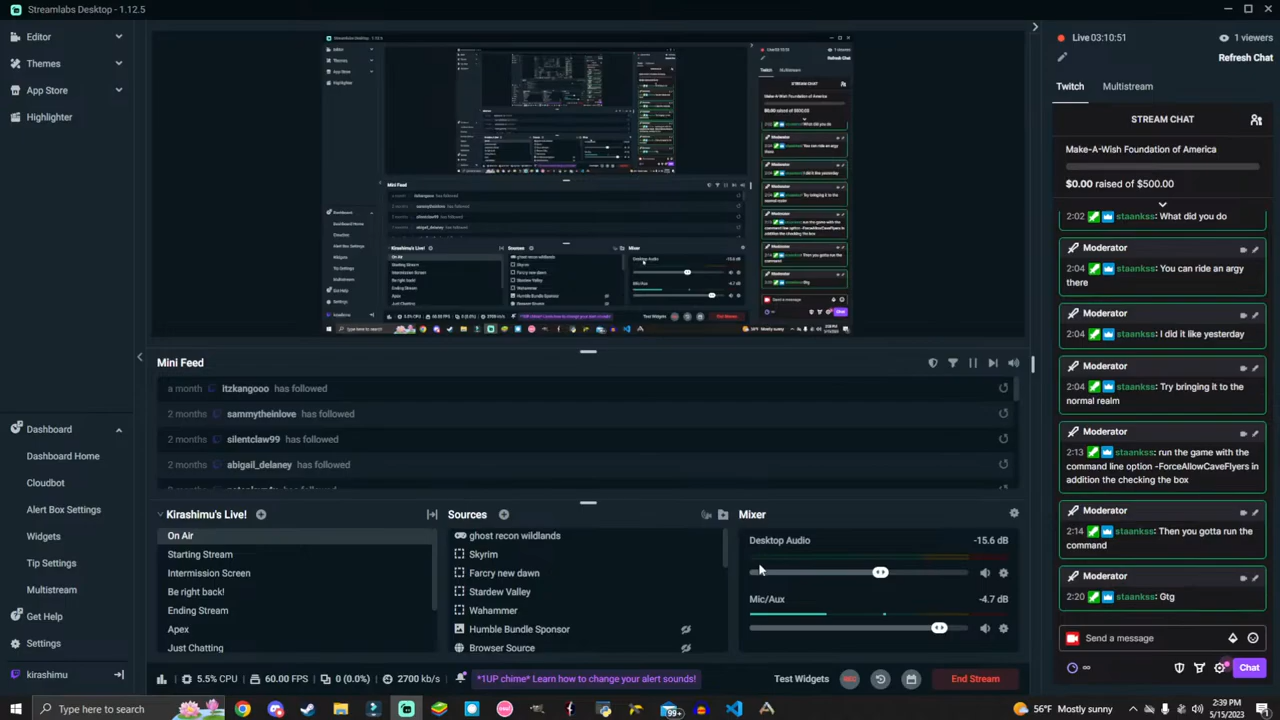 Streamlabs Desktop - 1.12.5
Editor
Themes
App Store
Highlighter
Live 03:10:51
1 viewers
Refresh Chat
Twitch
Multistream
STREAM CHAT
Make-A-Wish Foundation of America
$0.00 raised of $500.00
2:02 staankss: What did you do
Moderator
2:04 staankss: You can ride an argy
there
Moderator
2:04 staankss: I did it like yesterday
Moderator
2:04 staankss: Try bringing it to the
normal realm
Moderator
2:13 staankss: run the game with the
command line option -ForceAllowCaveFlyers in
addition the checking the box
Moderator
2:14 staankss: Then you gotta run the
command
Moderator
2:20 staankss: Gtg
Send a message
Chat
Mini Feed
a month itzkangooo has followed
2 months sammytheinlove has followed
2 months silentclaw99 has followed
2 months abigail_delaney has followed
Dashboard
Dashboard Home
Cloudbot
Alert Box Settings
Widgets
Tip Settings
Multistream
Get Help
Settings
kirashimu
Kirashimu's Live!
On Air
Starting Stream
Intermission Screen
Be right back!
Ending Stream
Apex
Just Chatting
Sources
ghost recon wildlands
Skyrim
Farcry new dawn
Stardew Valley
Wahammer
Humble Bundle Sponsor
Browser Source
Mixer
Desktop Audio -15.6 dB
Mic/Aux -4.7 dB
5.5% CPU
60.00 FPS
0 (0.0%)
2700 kb/s
*1UP chime* Learn how to change your alert sounds!
Test Widgets
REC
End Stream
Type here to search
99+
56°F Mostly sunny
2:39 PM
5/15/2023